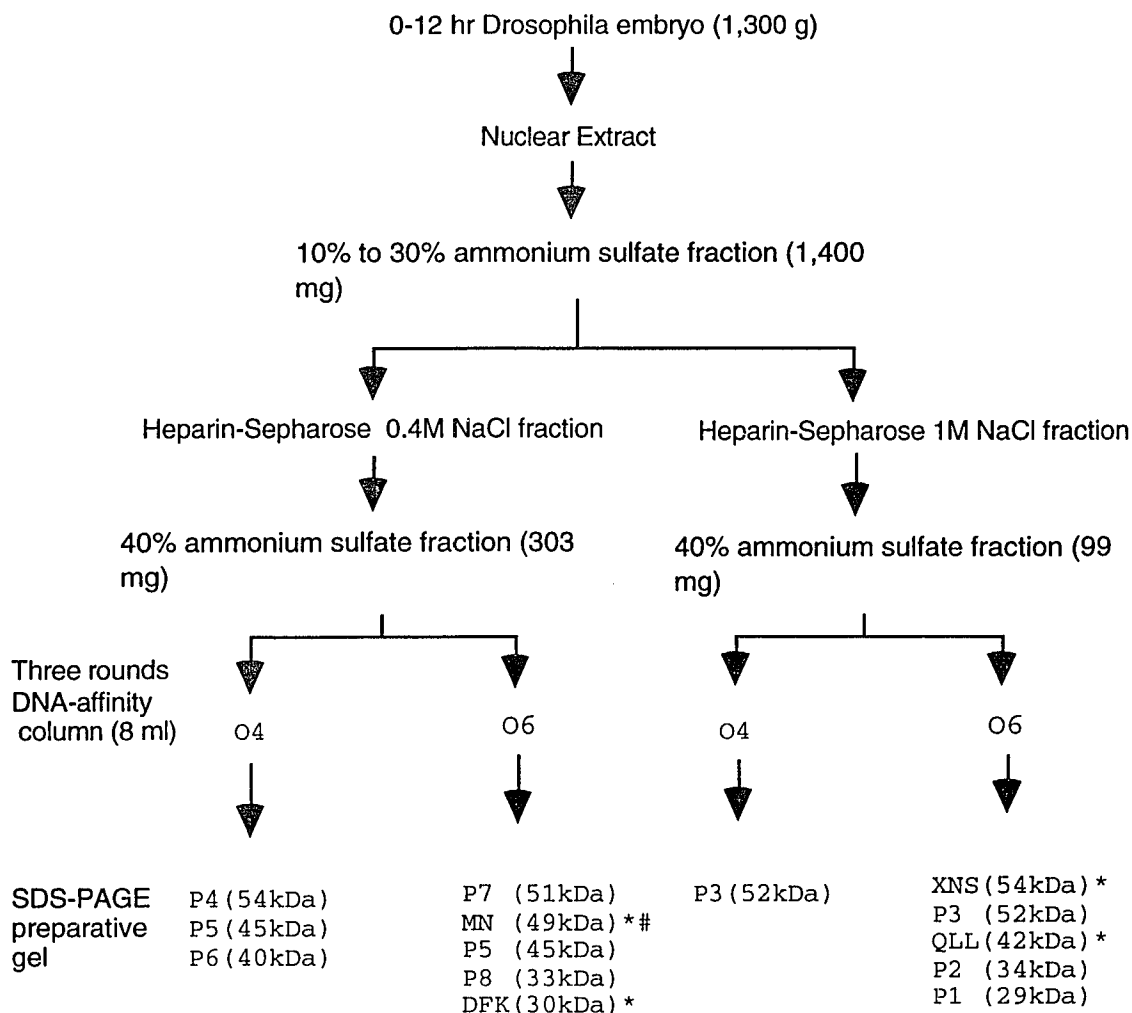 0-12 hr Drosophila embryo (1,300 g)
Nuclear Extract
10% to 30% ammonium sulfate fraction (1,400
mg)
Heparin-Sepharose 0.4M NaCl fraction
Heparin-Sepharose 1M NaCl fraction
40% ammonium sulfate fraction (303
mg)
40% ammonium sulfate fraction (99
mg)
Three rounds
DNA-affinity
column (8 ml)
O4
O6
O4
O6
SDS-PAGE
preparative
gel
P4 (54kDa)
P5 (45kDa)
P6 (40kDa)
P7 (51kDa)
MN (49kDa) *#
P5 (45kDa)
P8 (33kDa)
DFK (30kDa) *
P3 (52kDa)
XNS (54kDa) *
P3 (52kDa)
QLL (42kDa) *
P2 (34kDa)
P1 (29kDa)